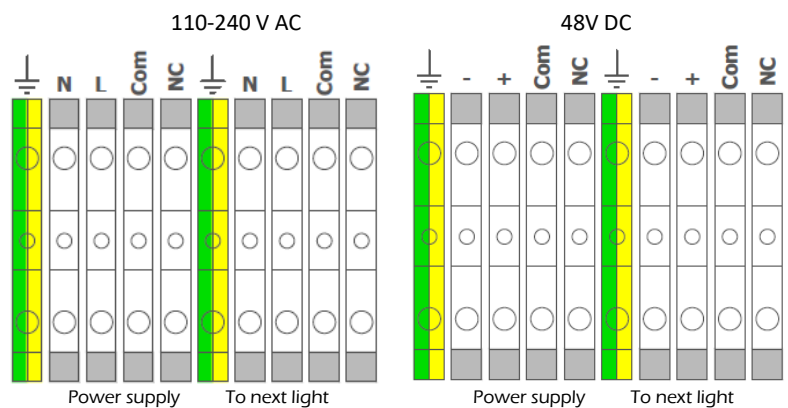 110-240 V AC
N L Com NC N L Com NC
Power supply To next light
48V DC
- + Com NC - + Com NC
Power supply To next light